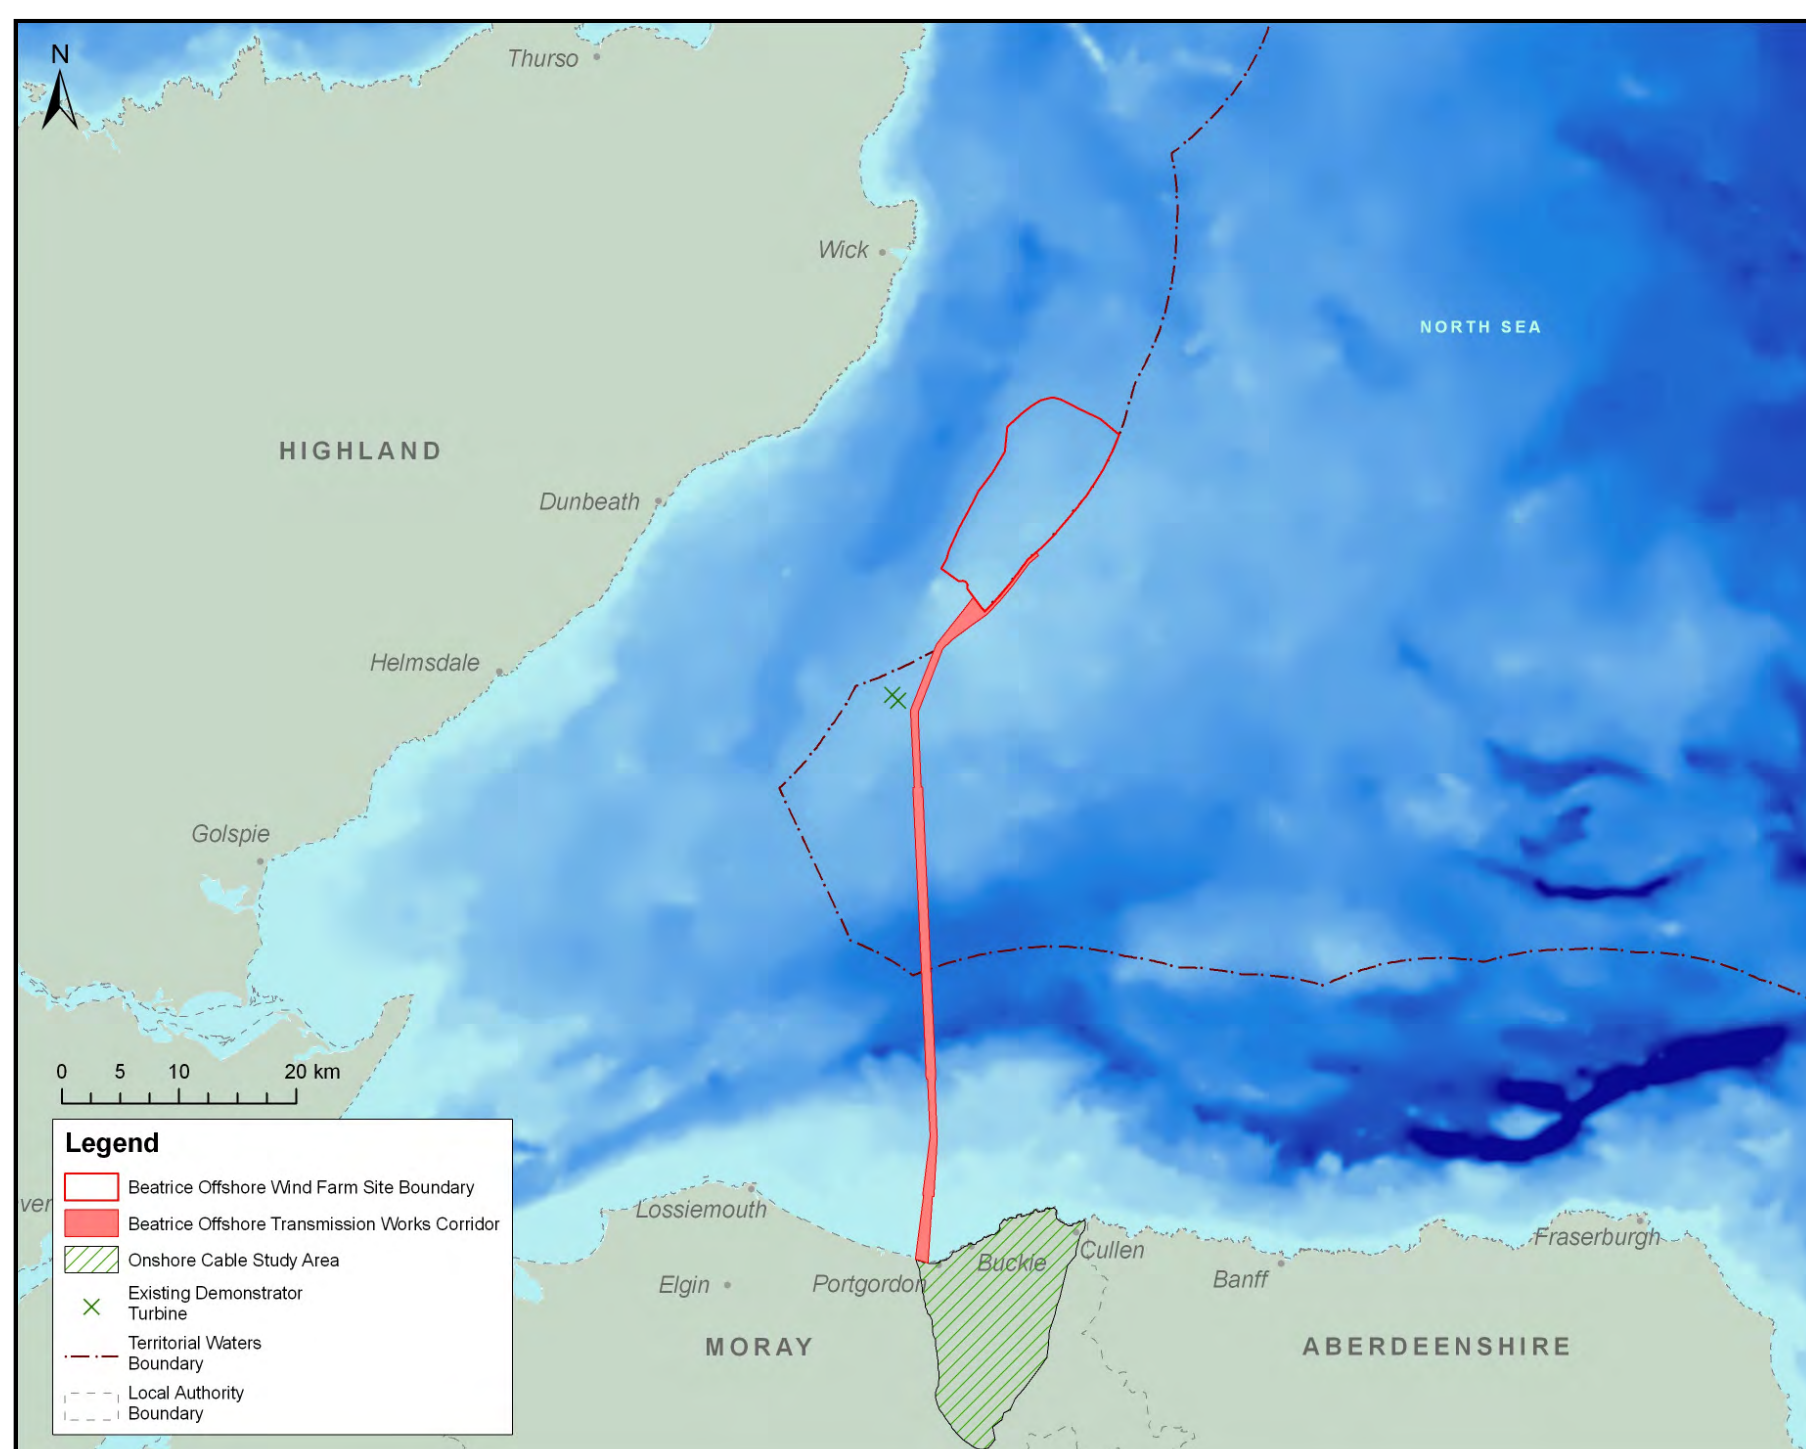 N
Thurso
Wick
NORTH SEA
HIGHLAND
Dunbeath
Helmsdale
Golspie
0 5 10 20 km
Legend
Beatrice Offshore Wind Farm Site Boundary
Beatrice Offshore Transmission Works Corridor
Onshore Cable Study Area
Existing Demonstrator
Turbine
Territorial Waters
Boundary
Local Authority
Boundary
ver
Lossiemouth
Elgin
Portgordon
Buckie
Cullen
Banff
Fraserburgh
MORAY
ABERDEENSHIRE